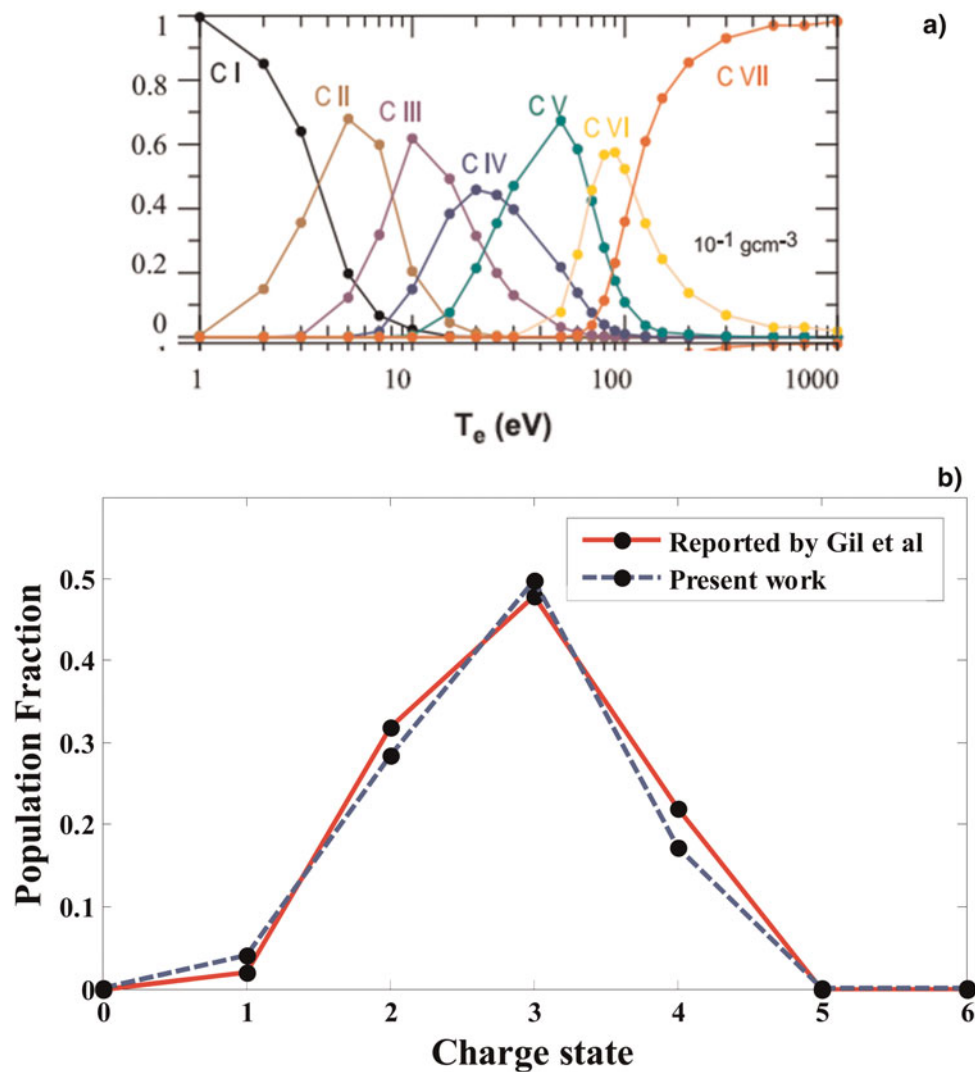 a)
1
0.8
0.6
0.4
0.2
0
C I
C II
C III
C IV
C V
C VI
C VII
10-1 gcm-3
1
10
100
1000
Te (eV)
b)
Reported by Gil et al
Present work
Population Fraction
0.5
0.4
0.3
0.2
0.1
0
0
1
2
3
4
5
6
Charge state